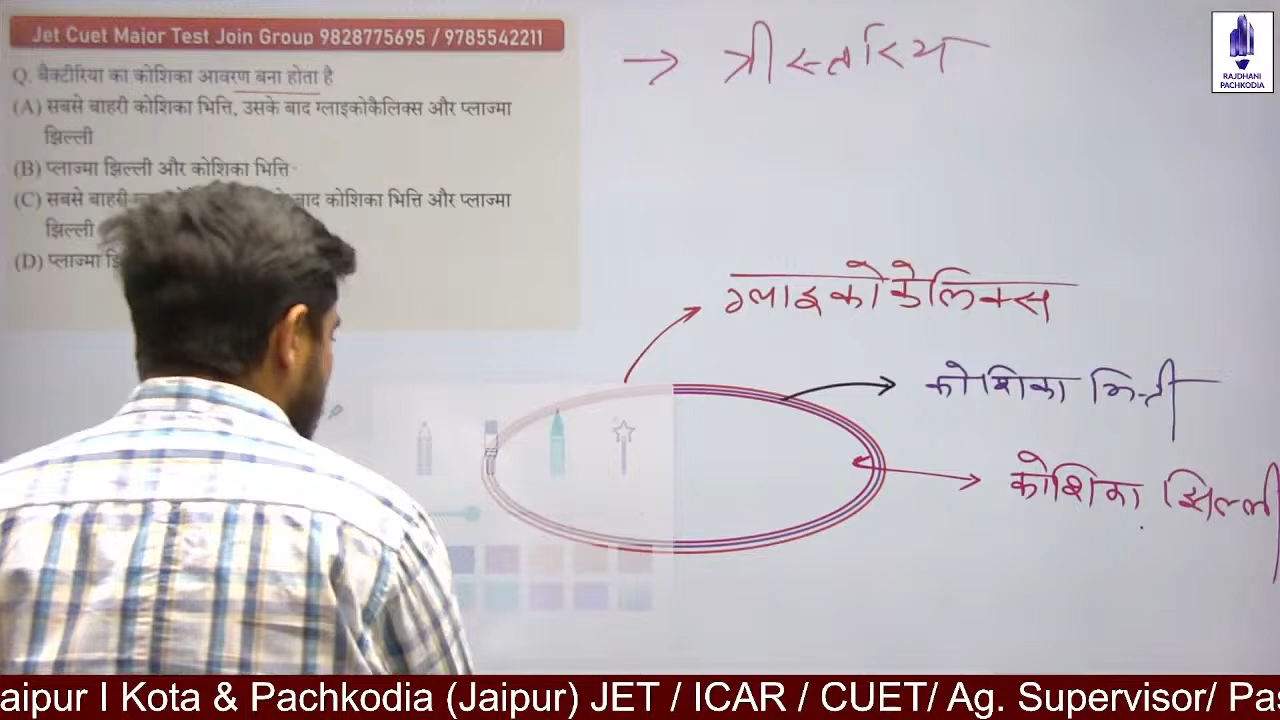 Jet Cuet Major Test Join Group 9828775695 / 9785542211
Q. बैक्टीरिया का कोशिका आवरण बना होता है
(A) सबसे बाहरी कोशिका भित्ति, उसके बाद ग्लाइकोकैलिक्स और प्लाज्मा
झिल्ली
(B) प्लाज्मा झिल्ली और कोशिका भित्ति
(C) सबसे बाहरी बाद कोशिका भित्ति और प्लाज्मा
झिल्ली
(D) प्लाज्मा
→ त्रीस्तरिय
RAJDHANI
PACHKODIA
ग्लाइकोकेलिक्स
कोशिका भित्ती
कोशिका झिल्ली
aipur I Kota & Pachkodia (Jaipur) JET / ICAR / CUET/ Ag. Supervisor/ Pas